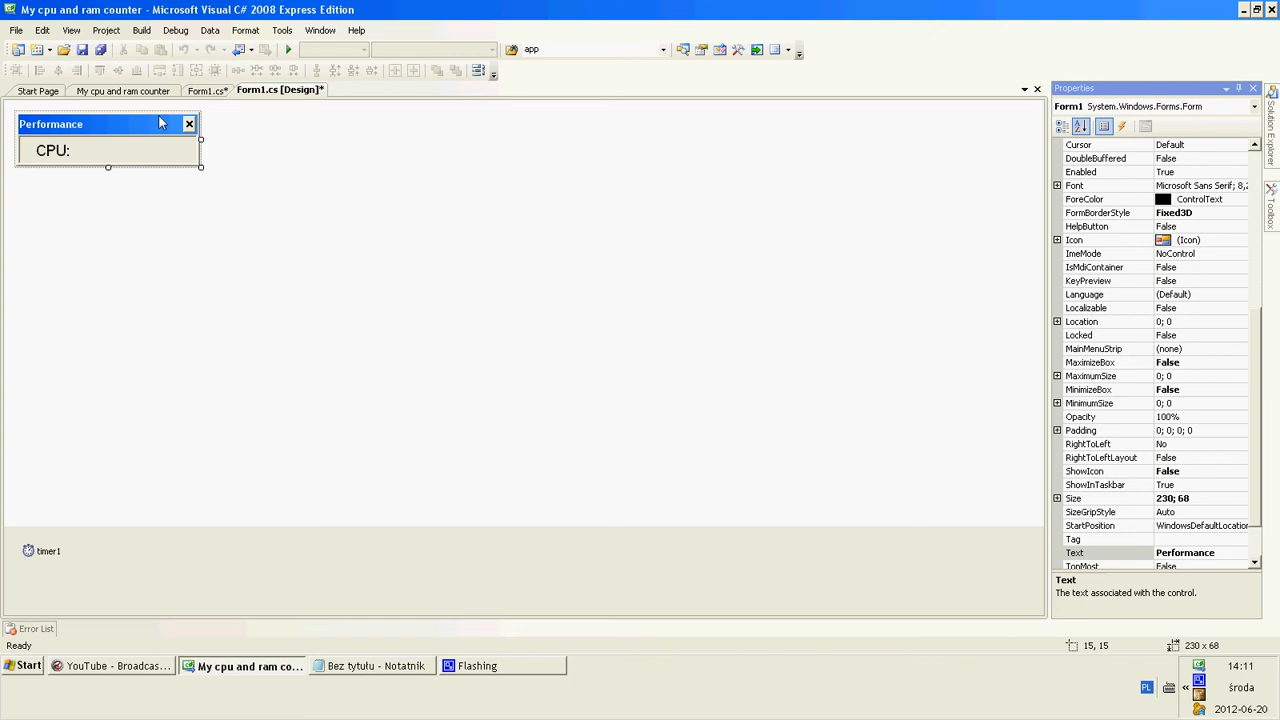 My cpu and ram counter - Microsoft Visual C# 2008 Express Edition
File Edit View Project Build Debug Data Format Tools Window Help
app
Start Page My cpu and ram counter Form1.cs* Form1.cs [Design]*
Performance
CPU:
timer1
Error List
Ready
15, 15 230 x 68
Properties
Form1 System.Windows.Forms.Form
Cursor Default
DoubleBuffered False
Enabled True
Font Microsoft Sans Serif; 8,2
ForeColor ControlText
FormBorderStyle Fixed3D
HelpButton False
Icon (Icon)
ImeMode NoControl
IsMdiContainer False
KeyPreview False
Language (Default)
Localizable False
Location 0; 0
Locked False
MainMenuStrip (none)
MaximizeBox False
MaximumSize 0; 0
MinimizeBox False
MinimumSize 0; 0
Opacity 100%
Padding 0; 0; 0; 0
RightToLeft No
RightToLeftLayout False
ShowIcon False
ShowInTaskbar True
Size 230; 68
SizeGripStyle Auto
StartPosition WindowsDefaultLocation
Tag
Text Performance
TopMost False
Text
The text associated with the control.
Solution Explorer
Toolbox
Start YouTube - Broadcas... My cpu and ram co... Bez tytułu - Notatnik Flashing
PL
14:11
środa
2012-06-20